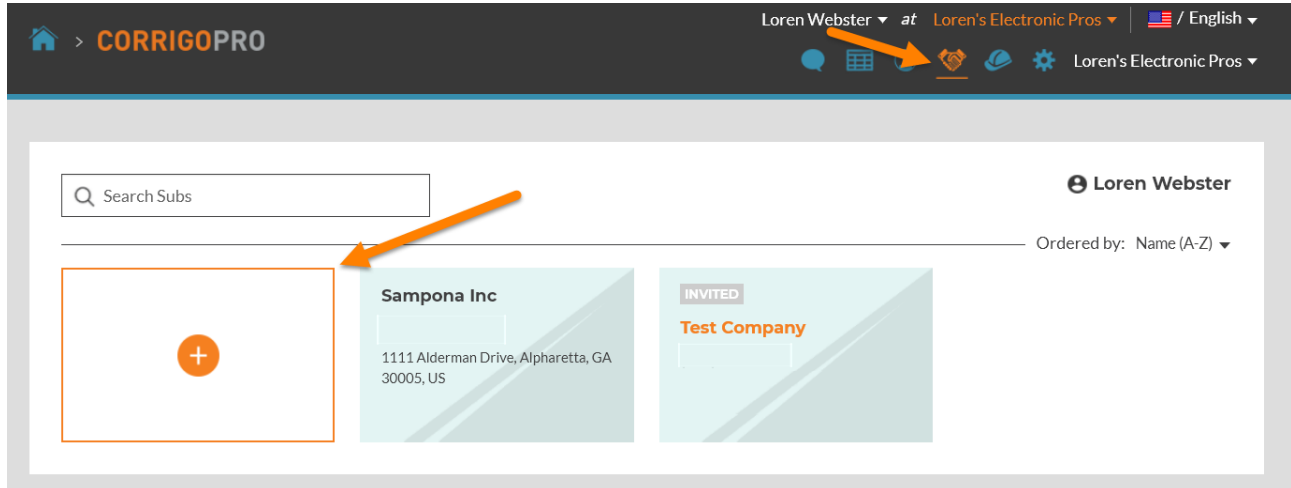 Loren Webster at Loren's Electronic Pros / English
> CORRIGOPRO
Loren's Electronic Pros
Search Subs
Loren Webster
Ordered by: Name (A-Z)
Sampona Inc
1111 Alderman Drive, Alpharetta, GA
30005, US
INVITED
Test Company